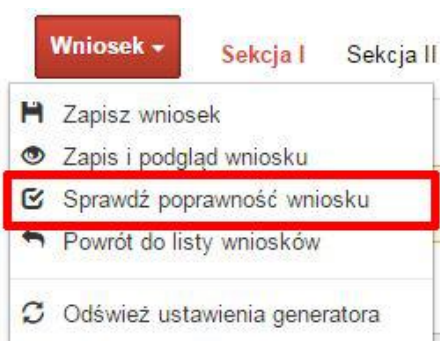 Wniosek Sekcja I Sekcja II
Zapisz wniosek
Zapis i podgląd wniosku
Sprawdź poprawność wniosku
Powrót do listy wniosków
Odśwież ustawienia generatora